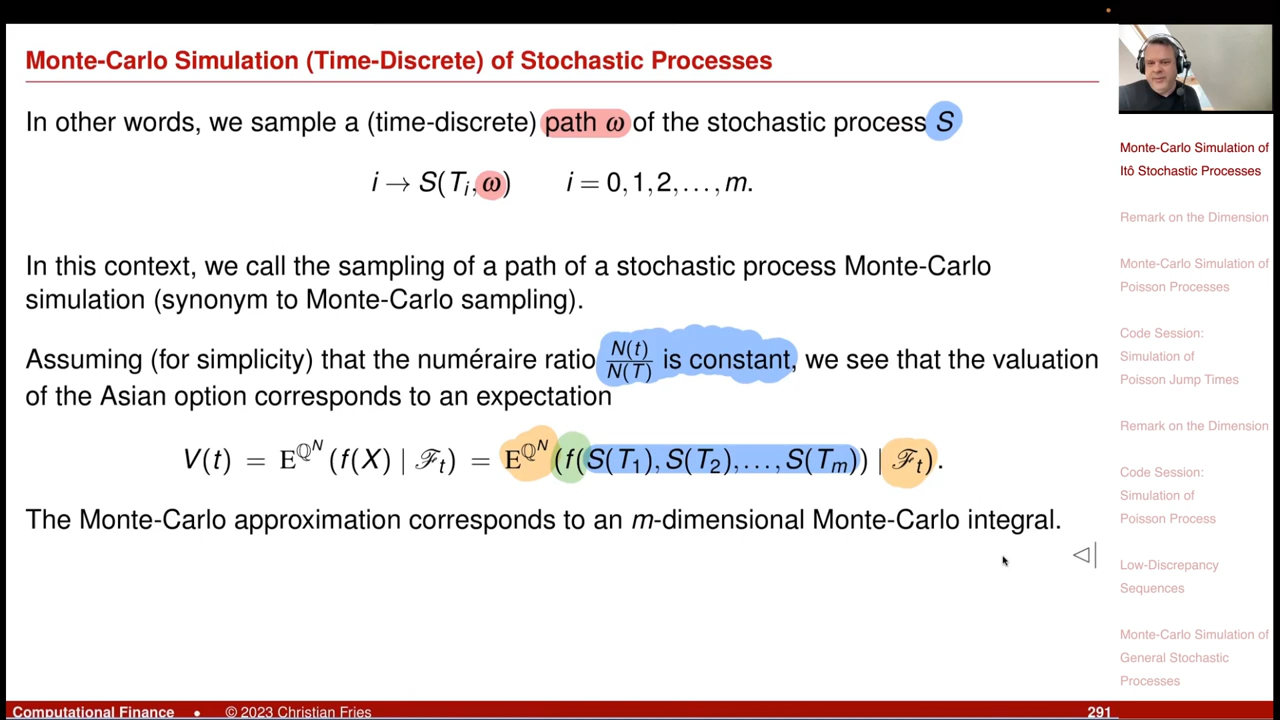 Monte-Carlo Simulation (Time-Discrete) of Stochastic Processes
In other words, we sample a (time-discrete) path ω of the stochastic process S
i → S(T_i, ω)    i = 0, 1, 2, . . . , m.
In this context, we call the sampling of a path of a stochastic process Monte-Carlo
simulation (synonym to Monte-Carlo sampling).
Assuming (for simplicity) that the numéraire ratio N(t)/N(T) is constant, we see that the valuation
of the Asian option corresponds to an expectation
V(t) = E^{ℚ^N}(f(X) | ℱ_t) = E^{ℚ^N}(f(S(T_1), S(T_2), . . . , S(T_m)) | ℱ_t).
The Monte-Carlo approximation corresponds to an m-dimensional Monte-Carlo integral.
◁|
Monte-Carlo Simulation of
Itô Stochastic Processes
Remark on the Dimension
Monte-Carlo Simulation of
Poisson Processes
Code Session:
Simulation of
Poisson Jump Times
Remark on the Dimension
Code Session:
Simulation of
Poisson Process
Low-Discrepancy
Sequences
Monte-Carlo Simulation of
General Stochastic
Processes
Computational Finance • © 2023 Christian Fries 291